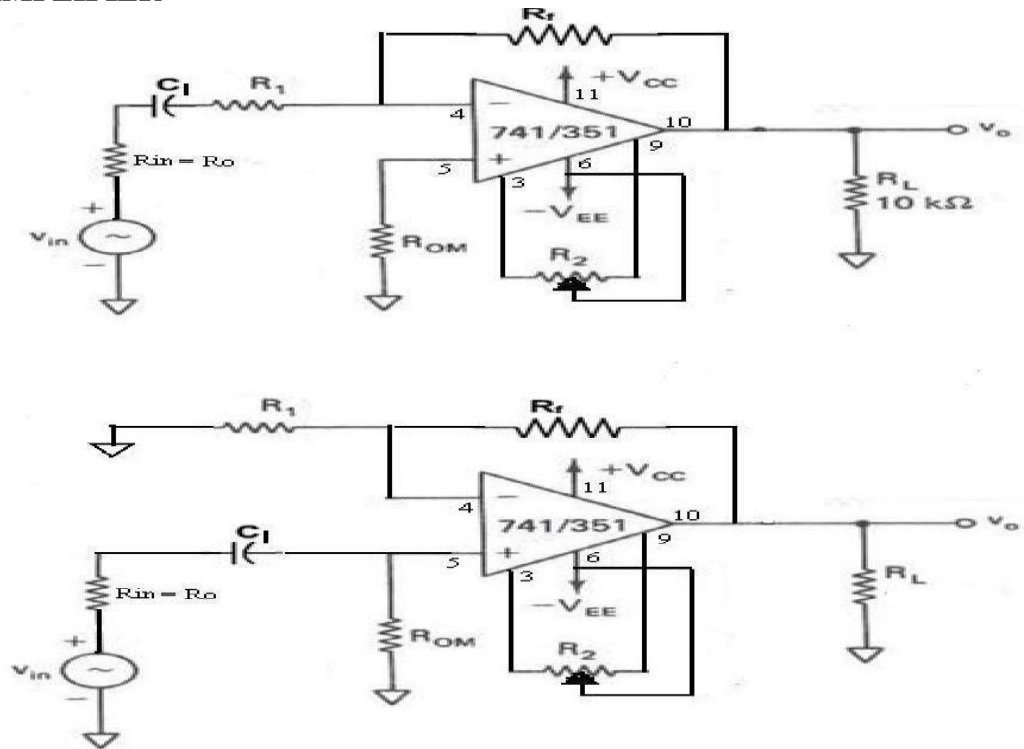 Rf
CI
R1
+VCC
11
4
−
741/351
10
9
vo
Rin = Ro
5
+
6
3
RL
10 kΩ
−VEE
+
vin
~
−
ROM
R2
R1
Rf
+VCC
11
4
−
741/351
10
9
vo
CI
5
+
6
3
RL
Rin = Ro
−VEE
ROM
R2
+
vin
~
−